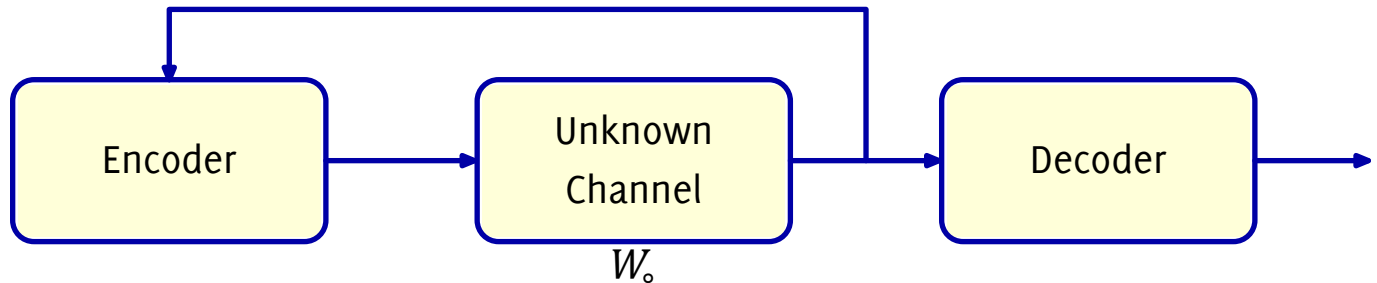 Encoder
Unknown
Channel
Decoder
W∘